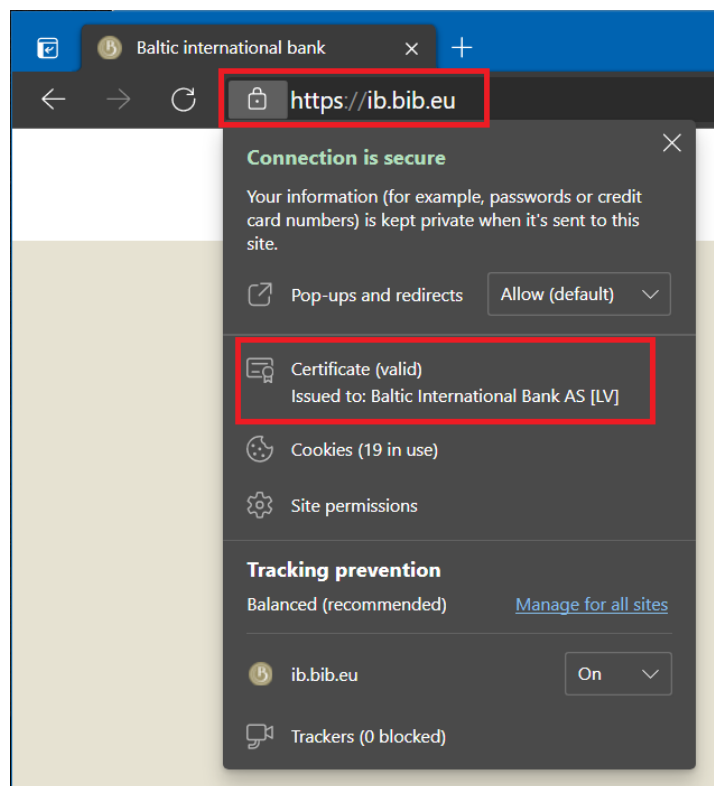 Baltic international bank
https://ib.bib.eu
Connection is secure
Your information (for example, passwords or credit
card numbers) is kept private when it's sent to this
site.
Pop-ups and redirects Allow (default)
Certificate (valid)
Issued to: Baltic International Bank AS [LV]
Cookies (19 in use)
Site permissions
Tracking prevention
Balanced (recommended) Manage for all sites
ib.bib.eu On
Trackers (0 blocked)